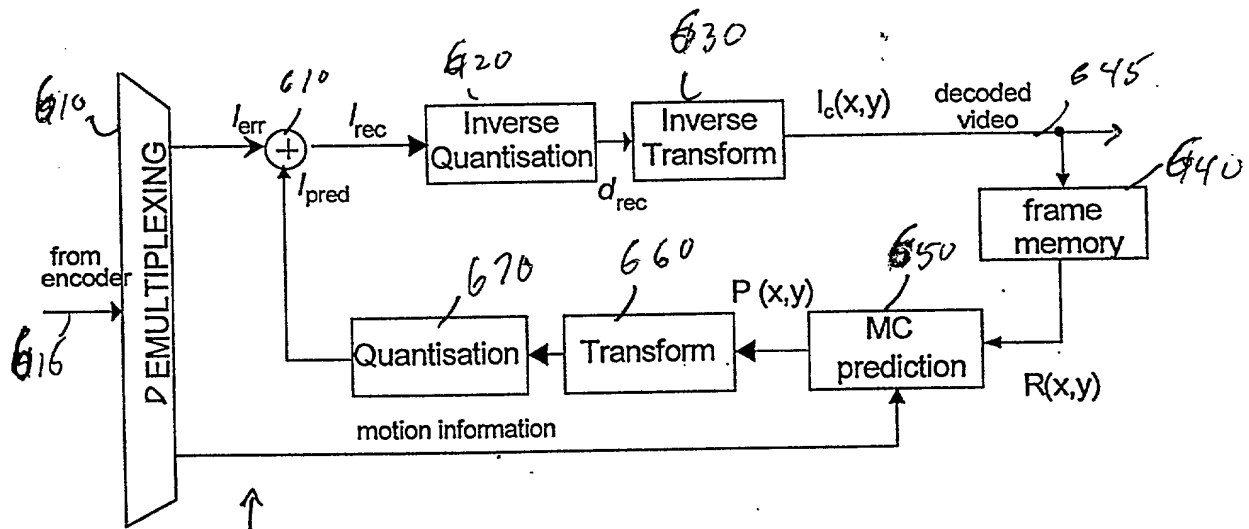 620
630
610
645
610
I_err
I_rec
I_c(x,y)
decoded
video
Inverse
Quantisation
Inverse
Transform
I_pred
d_rec
640
DEMULTIPLEXING
frame
memory
from
encoder
616
670
660
650
P (x,y)
Quantisation
Transform
MC
prediction
R(x,y)
motion information